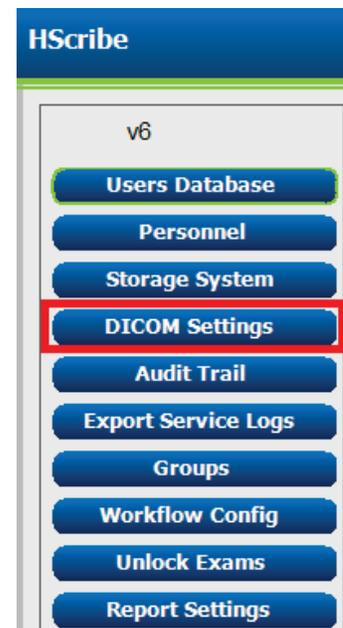 HScribe
v6
Users Database
Personnel
Storage System
DICOM Settings
Audit Trail
Export Service Logs
Groups
Workflow Config
Unlock Exams
Report Settings